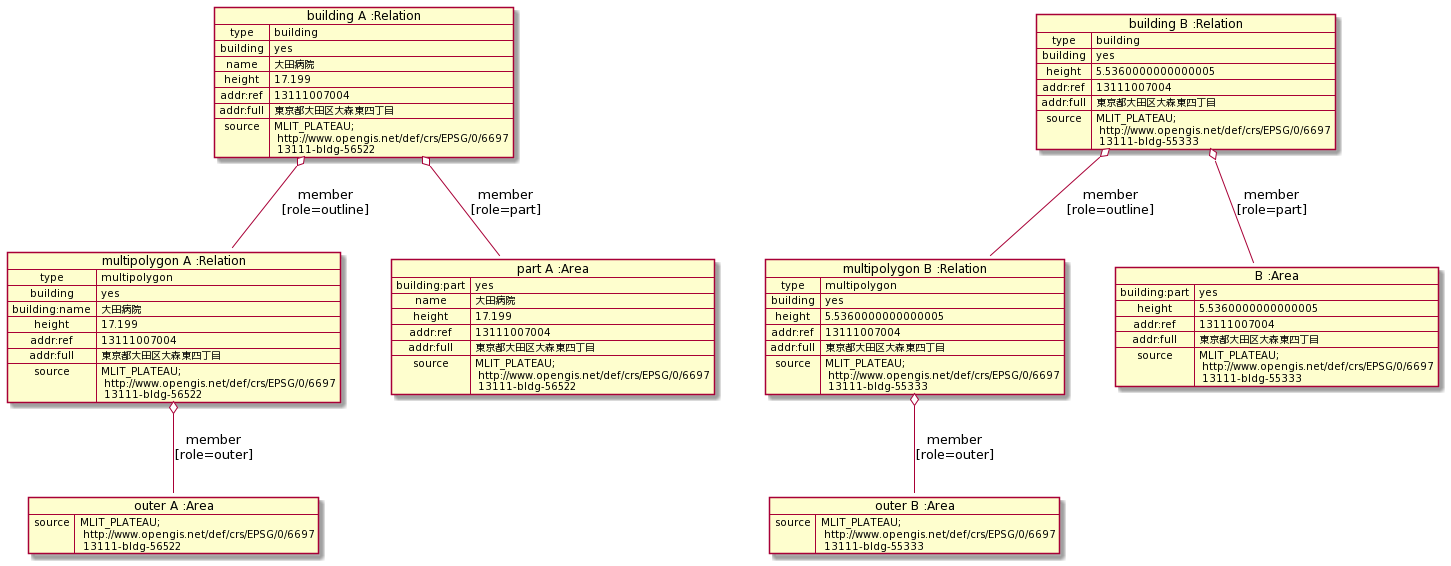 building A :Relation
type building
building yes
name 大田病院
height 17.199
addr:ref 13111007004
addr:full 東京都大田区大森東四丁目
source MLIT_PLATEAU;
http://www.opengis.net/def/crs/EPSG/0/6697
13111-bldg-56522
building B :Relation
type building
building yes
height 5.5360000000000005
addr:ref 13111007004
addr:full 東京都大田区大森東四丁目
source MLIT_PLATEAU;
http://www.opengis.net/def/crs/EPSG/0/6697
13111-bldg-55333
member
[role=outline]
member
[role=part]
member
[role=outline]
member
[role=part]
multipolygon A :Relation
type multipolygon
building yes
building:name 大田病院
height 17.199
addr:ref 13111007004
addr:full 東京都大田区大森東四丁目
source MLIT_PLATEAU;
http://www.opengis.net/def/crs/EPSG/0/6697
13111-bldg-56522
part A :Area
building:part yes
name 大田病院
height 17.199
addr:ref 13111007004
addr:full 東京都大田区大森東四丁目
source MLIT_PLATEAU;
http://www.opengis.net/def/crs/EPSG/0/6697
13111-bldg-56522
multipolygon B :Relation
type multipolygon
building yes
height 5.5360000000000005
addr:ref 13111007004
addr:full 東京都大田区大森東四丁目
source MLIT_PLATEAU;
http://www.opengis.net/def/crs/EPSG/0/6697
13111-bldg-55333
B :Area
building:part yes
height 5.5360000000000005
addr:ref 13111007004
addr:full 東京都大田区大森東四丁目
source MLIT_PLATEAU;
http://www.opengis.net/def/crs/EPSG/0/6697
13111-bldg-55333
member
[role=outer]
member
[role=outer]
outer A :Area
source MLIT_PLATEAU;
http://www.opengis.net/def/crs/EPSG/0/6697
13111-bldg-56522
outer B :Area
source MLIT_PLATEAU;
http://www.opengis.net/def/crs/EPSG/0/6697
13111-bldg-55333